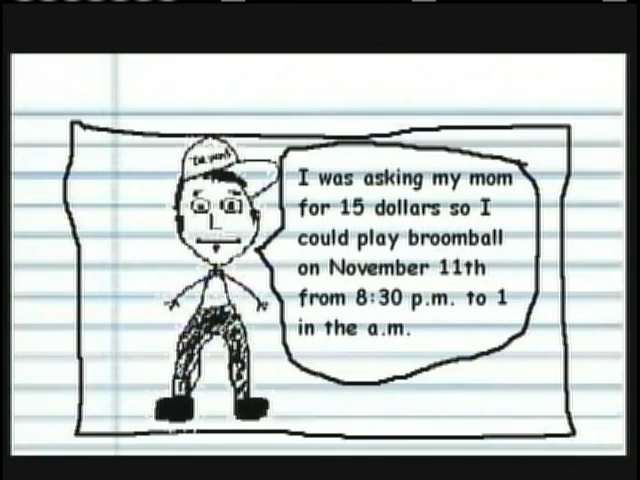 I was asking my mom
for 15 dollars so I
could play broomball
on November 11th
from 8:30 p.m. to 1
in the a.m.